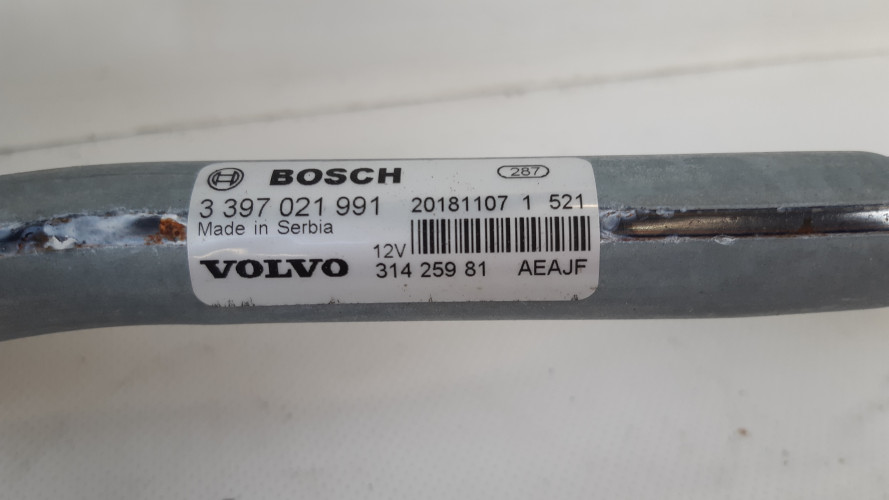 BOSCH 287
3 397 021 991 20181107 1 521
Made in Serbia
12V
VOLVO 314 259 81 AEAJF